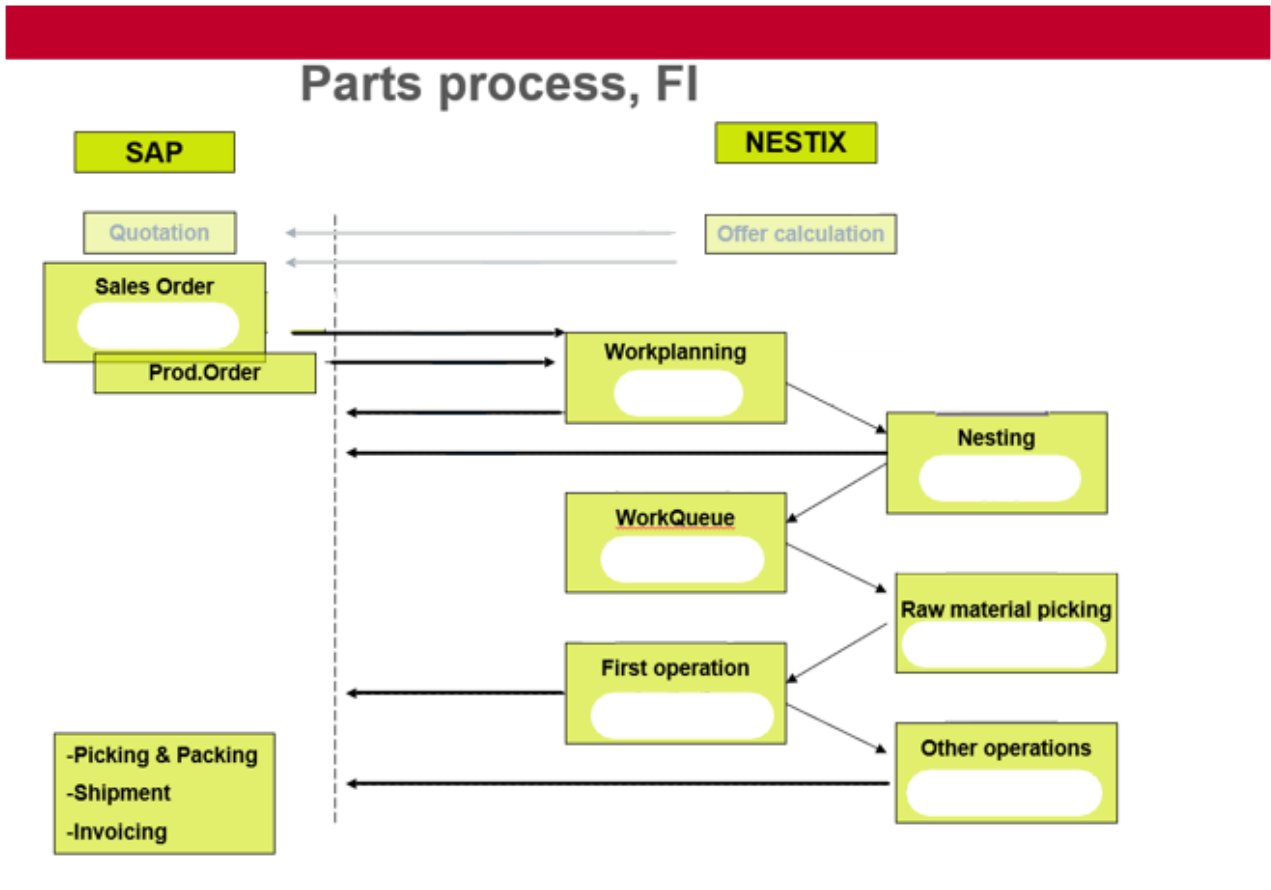 Parts process, FI
SAP
NESTIX
Quotation
Offer calculation
Sales Order
Prod.Order
Workplanning
Nesting
WorkQueue
Raw material picking
First operation
Other operations
-Picking & Packing
-Shipment
-Invoicing